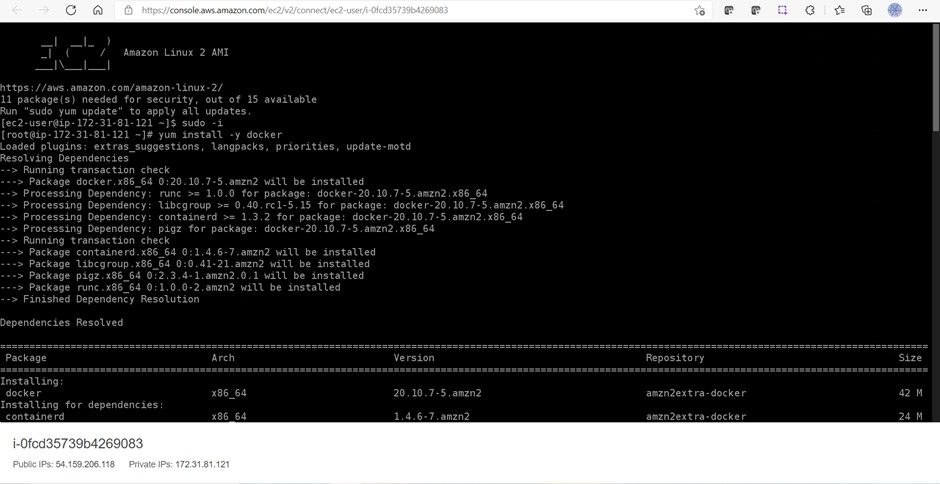 https://console.aws.amazon.com/ec2/v2/connect/ec2-user/i-0fcd35739b4269083
__|  __|_  )
_|  (     /   Amazon Linux 2 AMI
___|\___|___|
https://aws.amazon.com/amazon-linux-2/
11 package(s) needed for security, out of 15 available
Run "sudo yum update" to apply all updates.
[ec2-user@ip-172-31-81-121 ~]$ sudo -i
[root@ip-172-31-81-121 ~]# yum install -y docker
Loaded plugins: extras_suggestions, langpacks, priorities, update-motd
Resolving Dependencies
--> Running transaction check
---> Package docker.x86_64 0:20.10.7-5.amzn2 will be installed
--> Processing Dependency: runc >= 1.0.0 for package: docker-20.10.7-5.amzn2.x86_64
--> Processing Dependency: libcgroup >= 0.40.rc1-5.15 for package: docker-20.10.7-5.amzn2.x86_64
--> Processing Dependency: containerd >= 1.3.2 for package: docker-20.10.7-5.amzn2.x86_64
--> Processing Dependency: pigz for package: docker-20.10.7-5.amzn2.x86_64
--> Running transaction check
---> Package containerd.x86_64 0:1.4.6-7.amzn2 will be installed
---> Package libcgroup.x86_64 0:0.41-21.amzn2 will be installed
---> Package pigz.x86_64 0:2.3.4-1.amzn2.0.1 will be installed
---> Package runc.x86_64 0:1.0.0-2.amzn2 will be installed
--> Finished Dependency Resolution
Dependencies Resolved
Package Arch Version Repository Size
Installing:
docker x86_64 20.10.7-5.amzn2 amzn2extra-docker 42 M
Installing for dependencies:
containerd x86_64 1.4.6-7.amzn2 amzn2extra-docker 24 M
i-0fcd35739b4269083
Public IPs: 54.159.206.118 Private IPs: 172.31.81.121